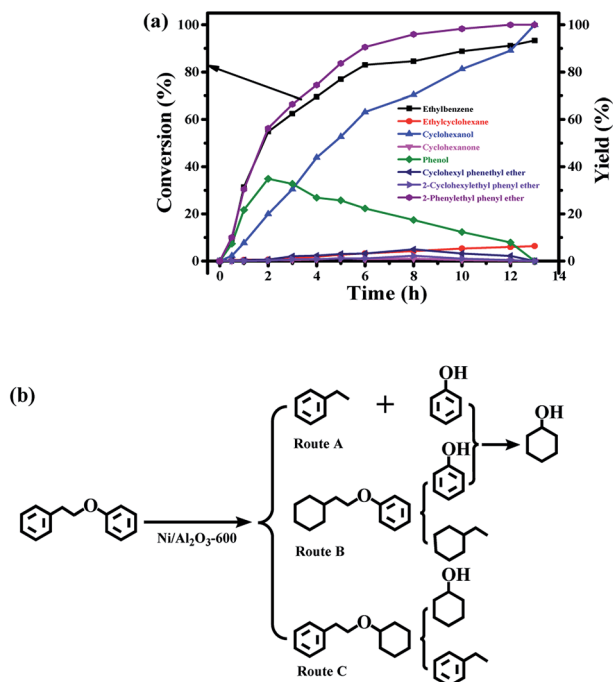 (a)
Conversion (%)
100
80
60
40
20
0
Ethylbenzene
Ethylcyclohexane
Cyclohexanol
Cyclohexanone
Phenol
Cyclohexyl phenethyl ether
2-Cyclohexylethyl phenyl ether
2-Phenylethyl phenyl ether
100
80
60
40
20
0
Yield (%)
0 2 4 6 8 10 12 14
Time (h)
(b)
OH
+
Route A
OH
OH
O
O
Ni/Al2O3-600
Route B
OH
O
Route C